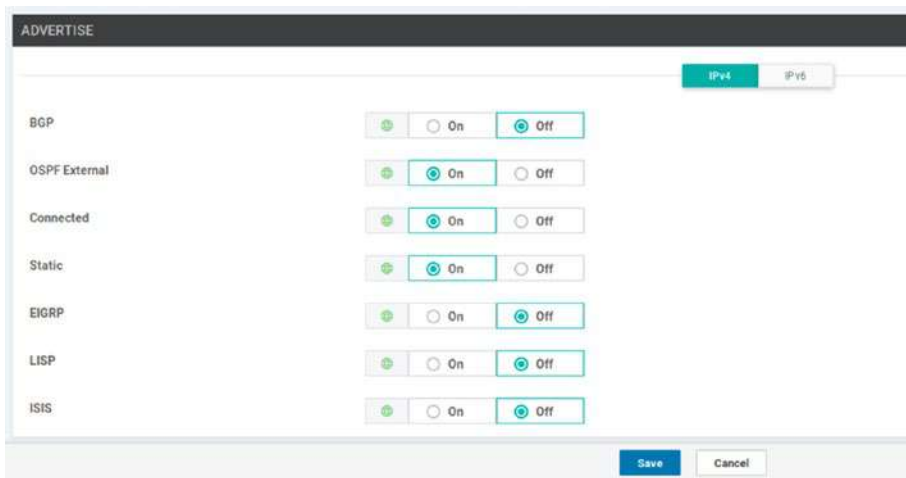 ADVERTISE
IPv4 IPv6
BGP On Off
OSPF External On Off
Connected On Off
Static On Off
EIGRP On Off
LISP On Off
ISIS On Off
Save Cancel